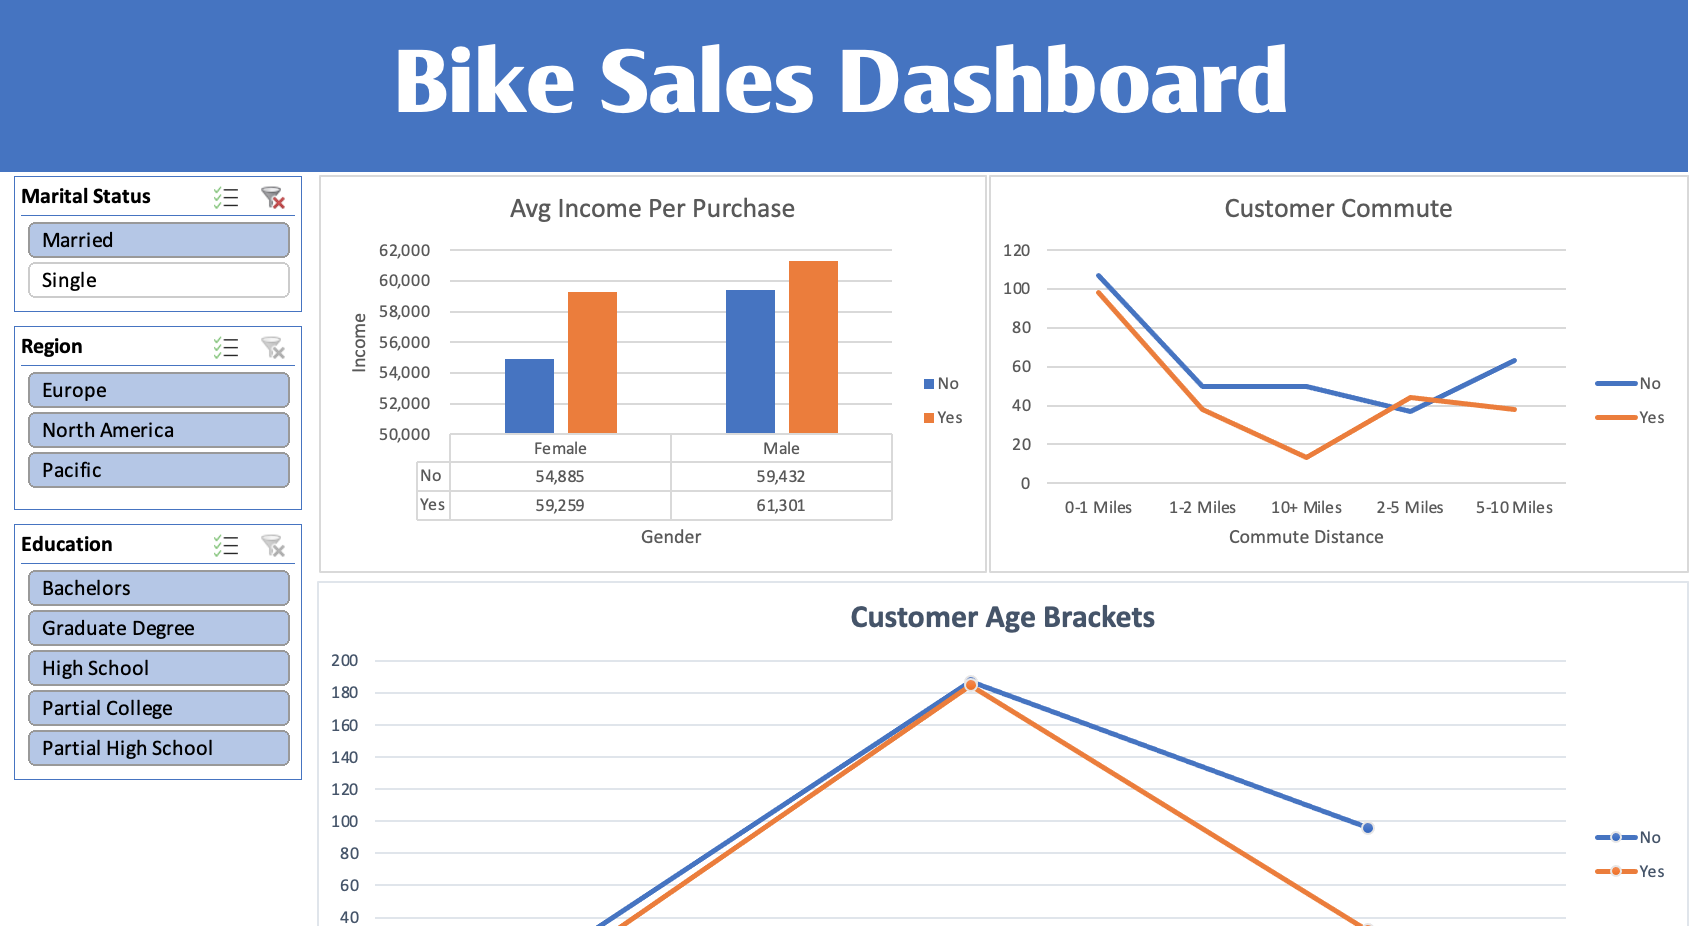 Bike Sales Dashboard
Marital Status
Married
Single
Region
Europe
North America
Pacific
Education
Bachelors
Graduate Degree
High School
Partial College
Partial High School
Avg Income Per Purchase
Income
62,000
60,000
58,000
56,000
54,000
52,000
50,000
Female Male
No 54,885 59,432
Yes 59,259 61,301
Gender
No
Yes
Customer Commute
120
100
80
60
40
20
0
0-1 Miles 1-2 Miles 10+ Miles 2-5 Miles 5-10 Miles
Commute Distance
No
Yes
Customer Age Brackets
200
180
160
140
120
100
80
60
40
No
Yes